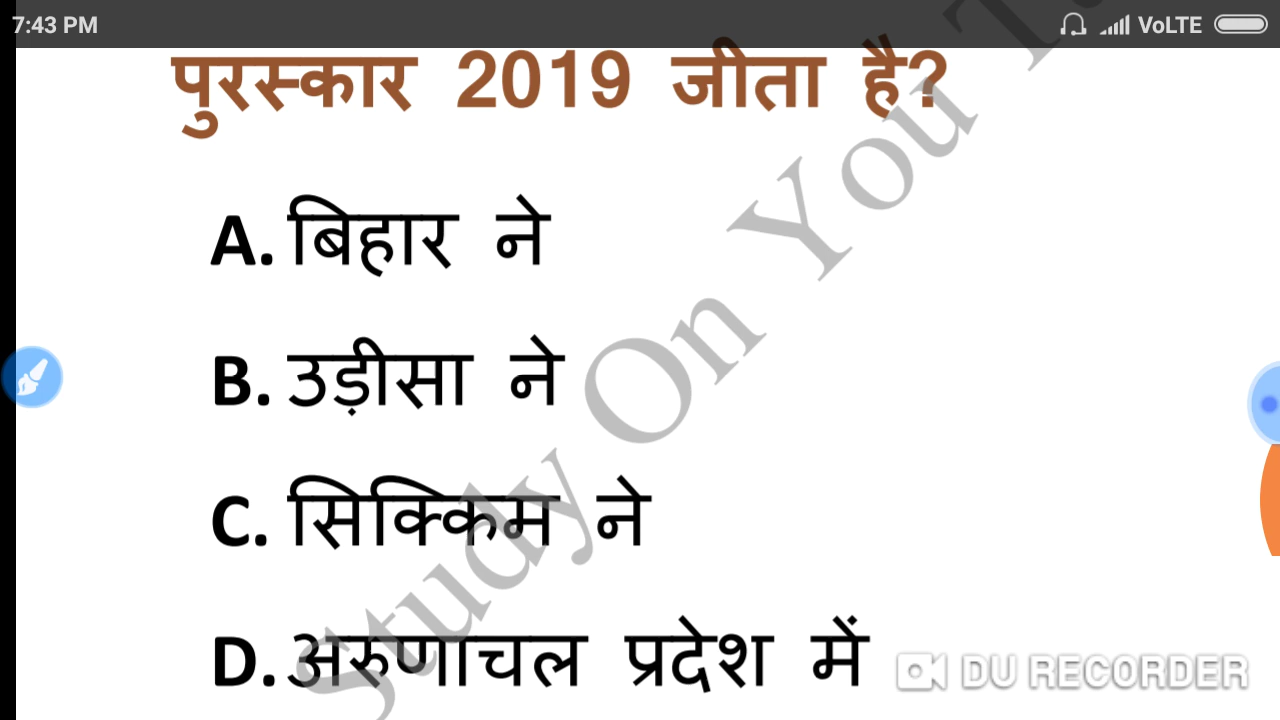 7:43 PM VoLTE
पुरस्कार 2019 जीता है?
A. बिहार ने
B. उड़ीसा ने
C. सिक्किम ने
D. अरुणाचल प्रदेश में
Study On You T
DU RECORDER